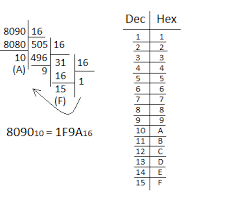 8090 16
8080 505 16
10 496 31 16
(A) 9 16 1
15
(F)
8090₁₀ = 1F9A₁₆
Dec Hex
1 1
2 2
3 3
4 4
5 5
6 6
7 7
8 8
9 9
10 A
11 B
12 C
13 D
14 E
15 F